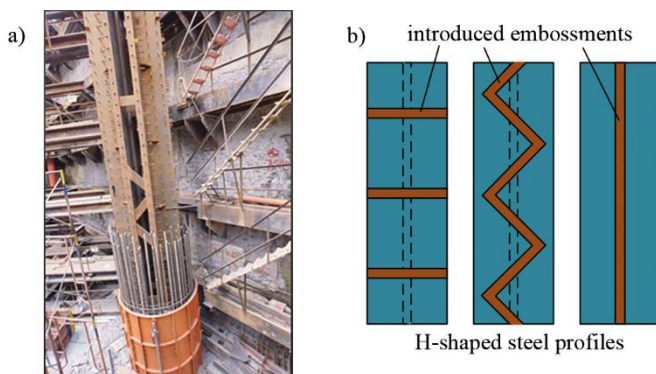 a)
b)
introduced embossments
H-shaped steel profiles